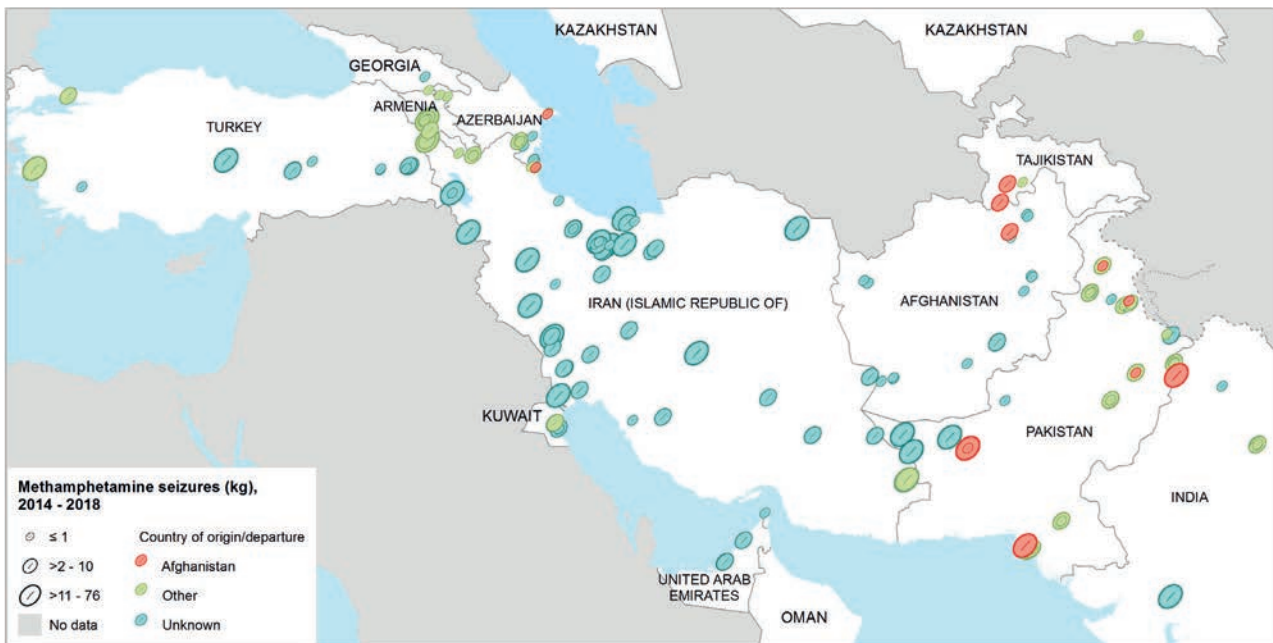 KAZAKHSTAN
KAZAKHSTAN
GEORGIA
ARMENIA
AZERBAIJAN
TURKEY
TAJIKISTAN
IRAN (ISLAMIC REPUBLIC OF)
AFGHANISTAN
KUWAIT
PAKISTAN
INDIA
UNITED ARAB
EMIRATES
OMAN
Methamphetamine seizures (kg),
2014 - 2018
≤ 1
Country of origin/departure
>2 - 10
Afghanistan
>11 - 76
Other
No data
Unknown